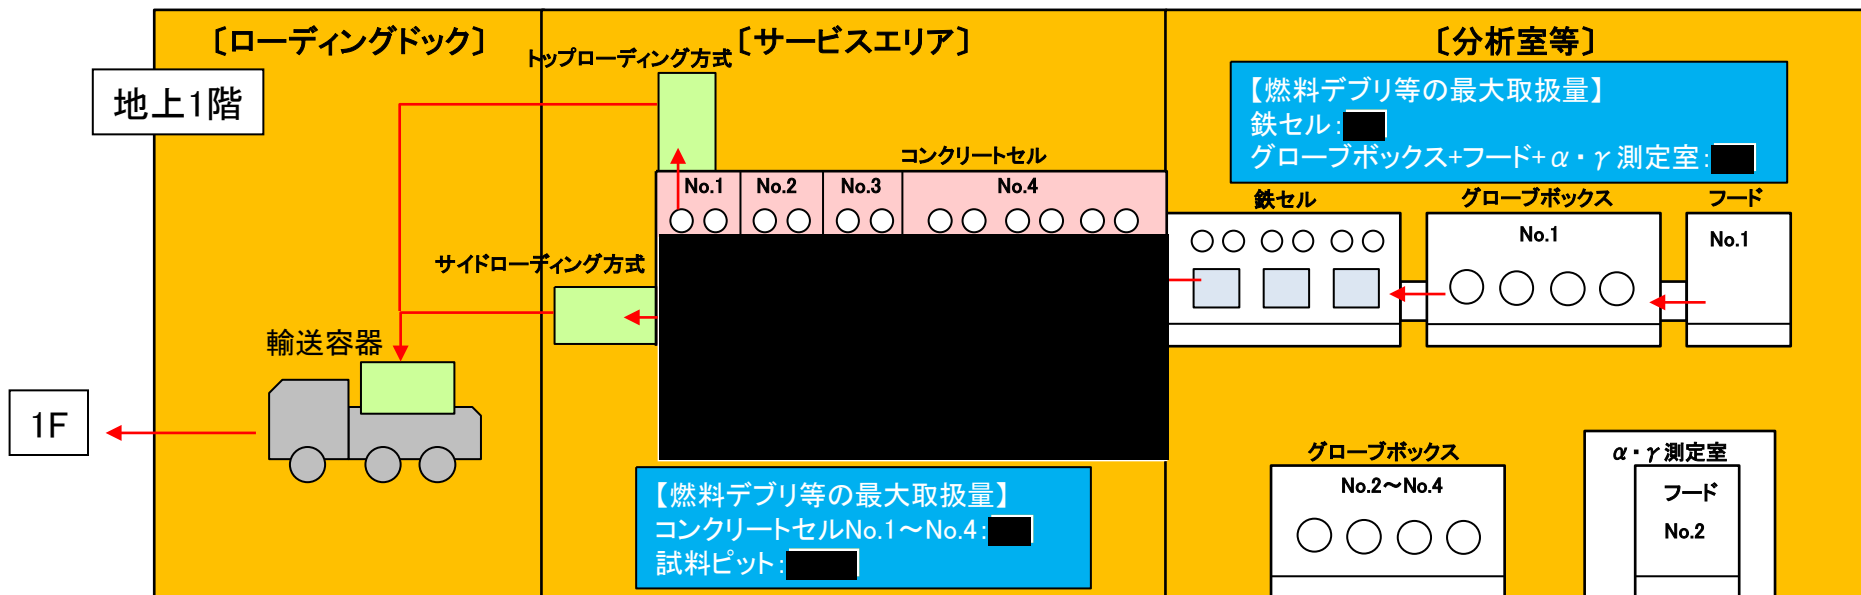 〔ローディングドック〕
〔サービスエリア〕
〔分析室等〕
地上1階
トップローディング方式
【燃料デブリ等の最大取扱量】
鉄セル:
グローブボックス+フード+α・γ測定室:
コンクリートセル
No.1
No.2
No.3
No.4
鉄セル
グローブボックス
No.1
フード
No.1
サイドローディング方式
輸送容器
1F
【燃料デブリ等の最大取扱量】
コンクリートセルNo.1～No.4:
試料ピット:
グローブボックス
No.2～No.4
α・γ測定室
フード
No.2